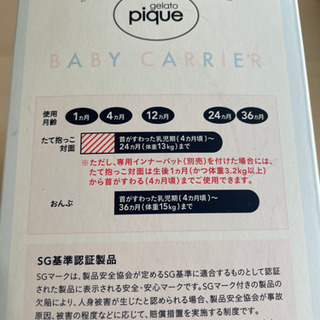 gelato
pique
BABY CARRIER
使用
月齢
1カ月 4カ月 12カ月 24カ月 36カ月
たて抱っこ
対面
首がすわった乳児期(4カ月頃)〜
24カ月(体重13kg)まで
※ただし、専用インナーパット(別売)を付けた場合には、
たて抱っこ対面は生後1カ月(かつ体重3.2kg以上)
から首がすわる(4カ月頃)までご使用できます。
おんぶ
首がすわった乳児期(4カ月頃)〜
36カ月(体重15kg)まで
SG基準認証製品
SGマークは、製品安全協会が定めるSG基準に適合するものとして認証
された製品に表示される安全・安心マークです。SGマーク付きの製品の
欠陥により、人身被害が生じたと認められる場合、製品安全協会が事故
原因、被害の程度などに応じて、賠償措置を実施する制度です。